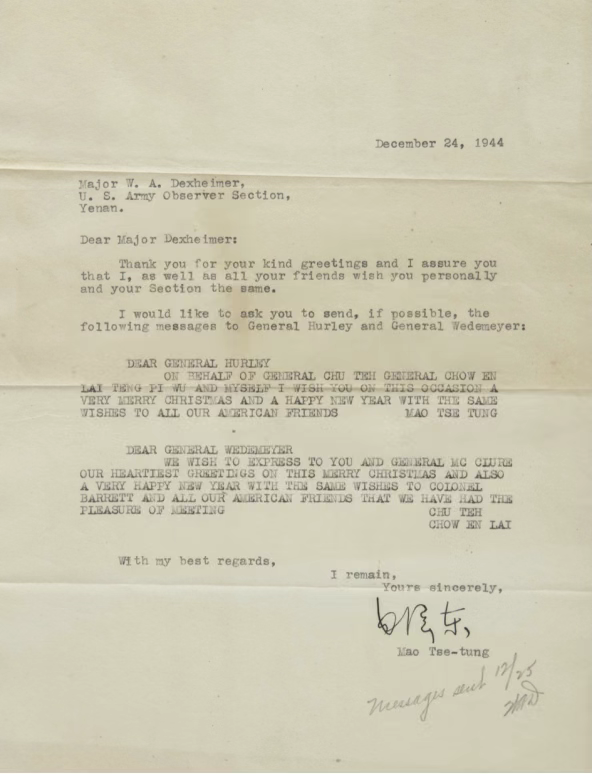 December 24, 1944
Major W. A. Dexheimer,
U. S. Army Observer Section,
Yenan.
Dear Major Dexheimer:
Thank you for your kind greetings and I assure you
that I, as well as all your friends wish you personally
and your Section the same.
I would like to ask you to send, if possible, the
following messages to General Hurley and General Wedemeyer:
DEAR GENERAL HURLEY
ON BEHALF OF GENERAL CHU TEH GENERAL CHOW EN
LAI TENG PI WU AND MYSELF I WISH YOU ON THIS OCCASION A
VERY MERRY CHRISTMAS AND A HAPPY NEW YEAR WITH THE SAME
WISHES TO ALL OUR AMERICAN FRIENDS MAO TSE TUNG
DEAR GENERAL WEDEMEYER
WE WISH TO EXPRESS TO YOU AND GENERAL MC CLURE
OUR HEARTIEST GREETINGS ON THIS MERRY CHRISTMAS AND ALSO
A VERY HAPPY NEW YEAR WITH THE SAME WISHES TO COLONEL
BARRETT AND ALL OUR AMERICAN FRIENDS THAT WE HAVE HAD THE
PLEASURE OF MEETING CHU TEH
CHOW EN LAI
With my best regards,
I remain,
Yours sincerely,
毛泽东
Mao Tse-tung
Messages sent 12/25
WAD